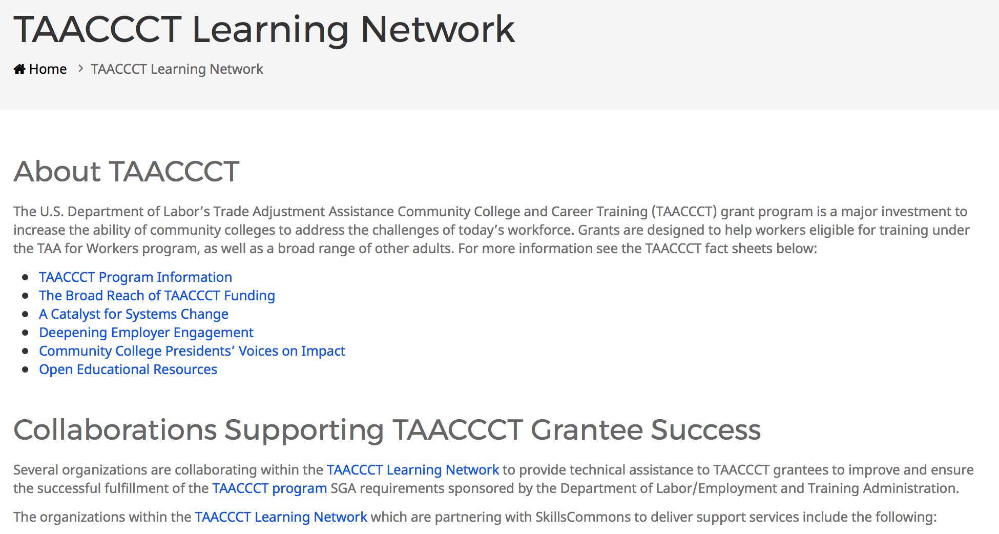 TAACCCT Learning Network
Home > TAACCCT Learning Network
About TAACCCT
The U.S. Department of Labor’s Trade Adjustment Assistance Community College and Career Training (TAACCCT) grant program is a major investment to
increase the ability of community colleges to address the challenges of today’s workforce. Grants are designed to help workers eligible for training under
the TAA for Workers program, as well as a broad range of other adults. For more information see the TAACCCT fact sheets below:
• TAACCCT Program Information
• The Broad Reach of TAACCCT Funding
• A Catalyst for Systems Change
• Deepening Employer Engagement
• Community College Presidents’ Voices on Impact
• Open Educational Resources
Collaborations Supporting TAACCCT Grantee Success
Several organizations are collaborating within the TAACCCT Learning Network to provide technical assistance to TAACCCT grantees to improve and ensure
the successful fulfillment of the TAACCCT program SGA requirements sponsored by the Department of Labor/Employment and Training Administration.
The organizations within the TAACCCT Learning Network which are partnering with SkillsCommons to deliver support services include the following: